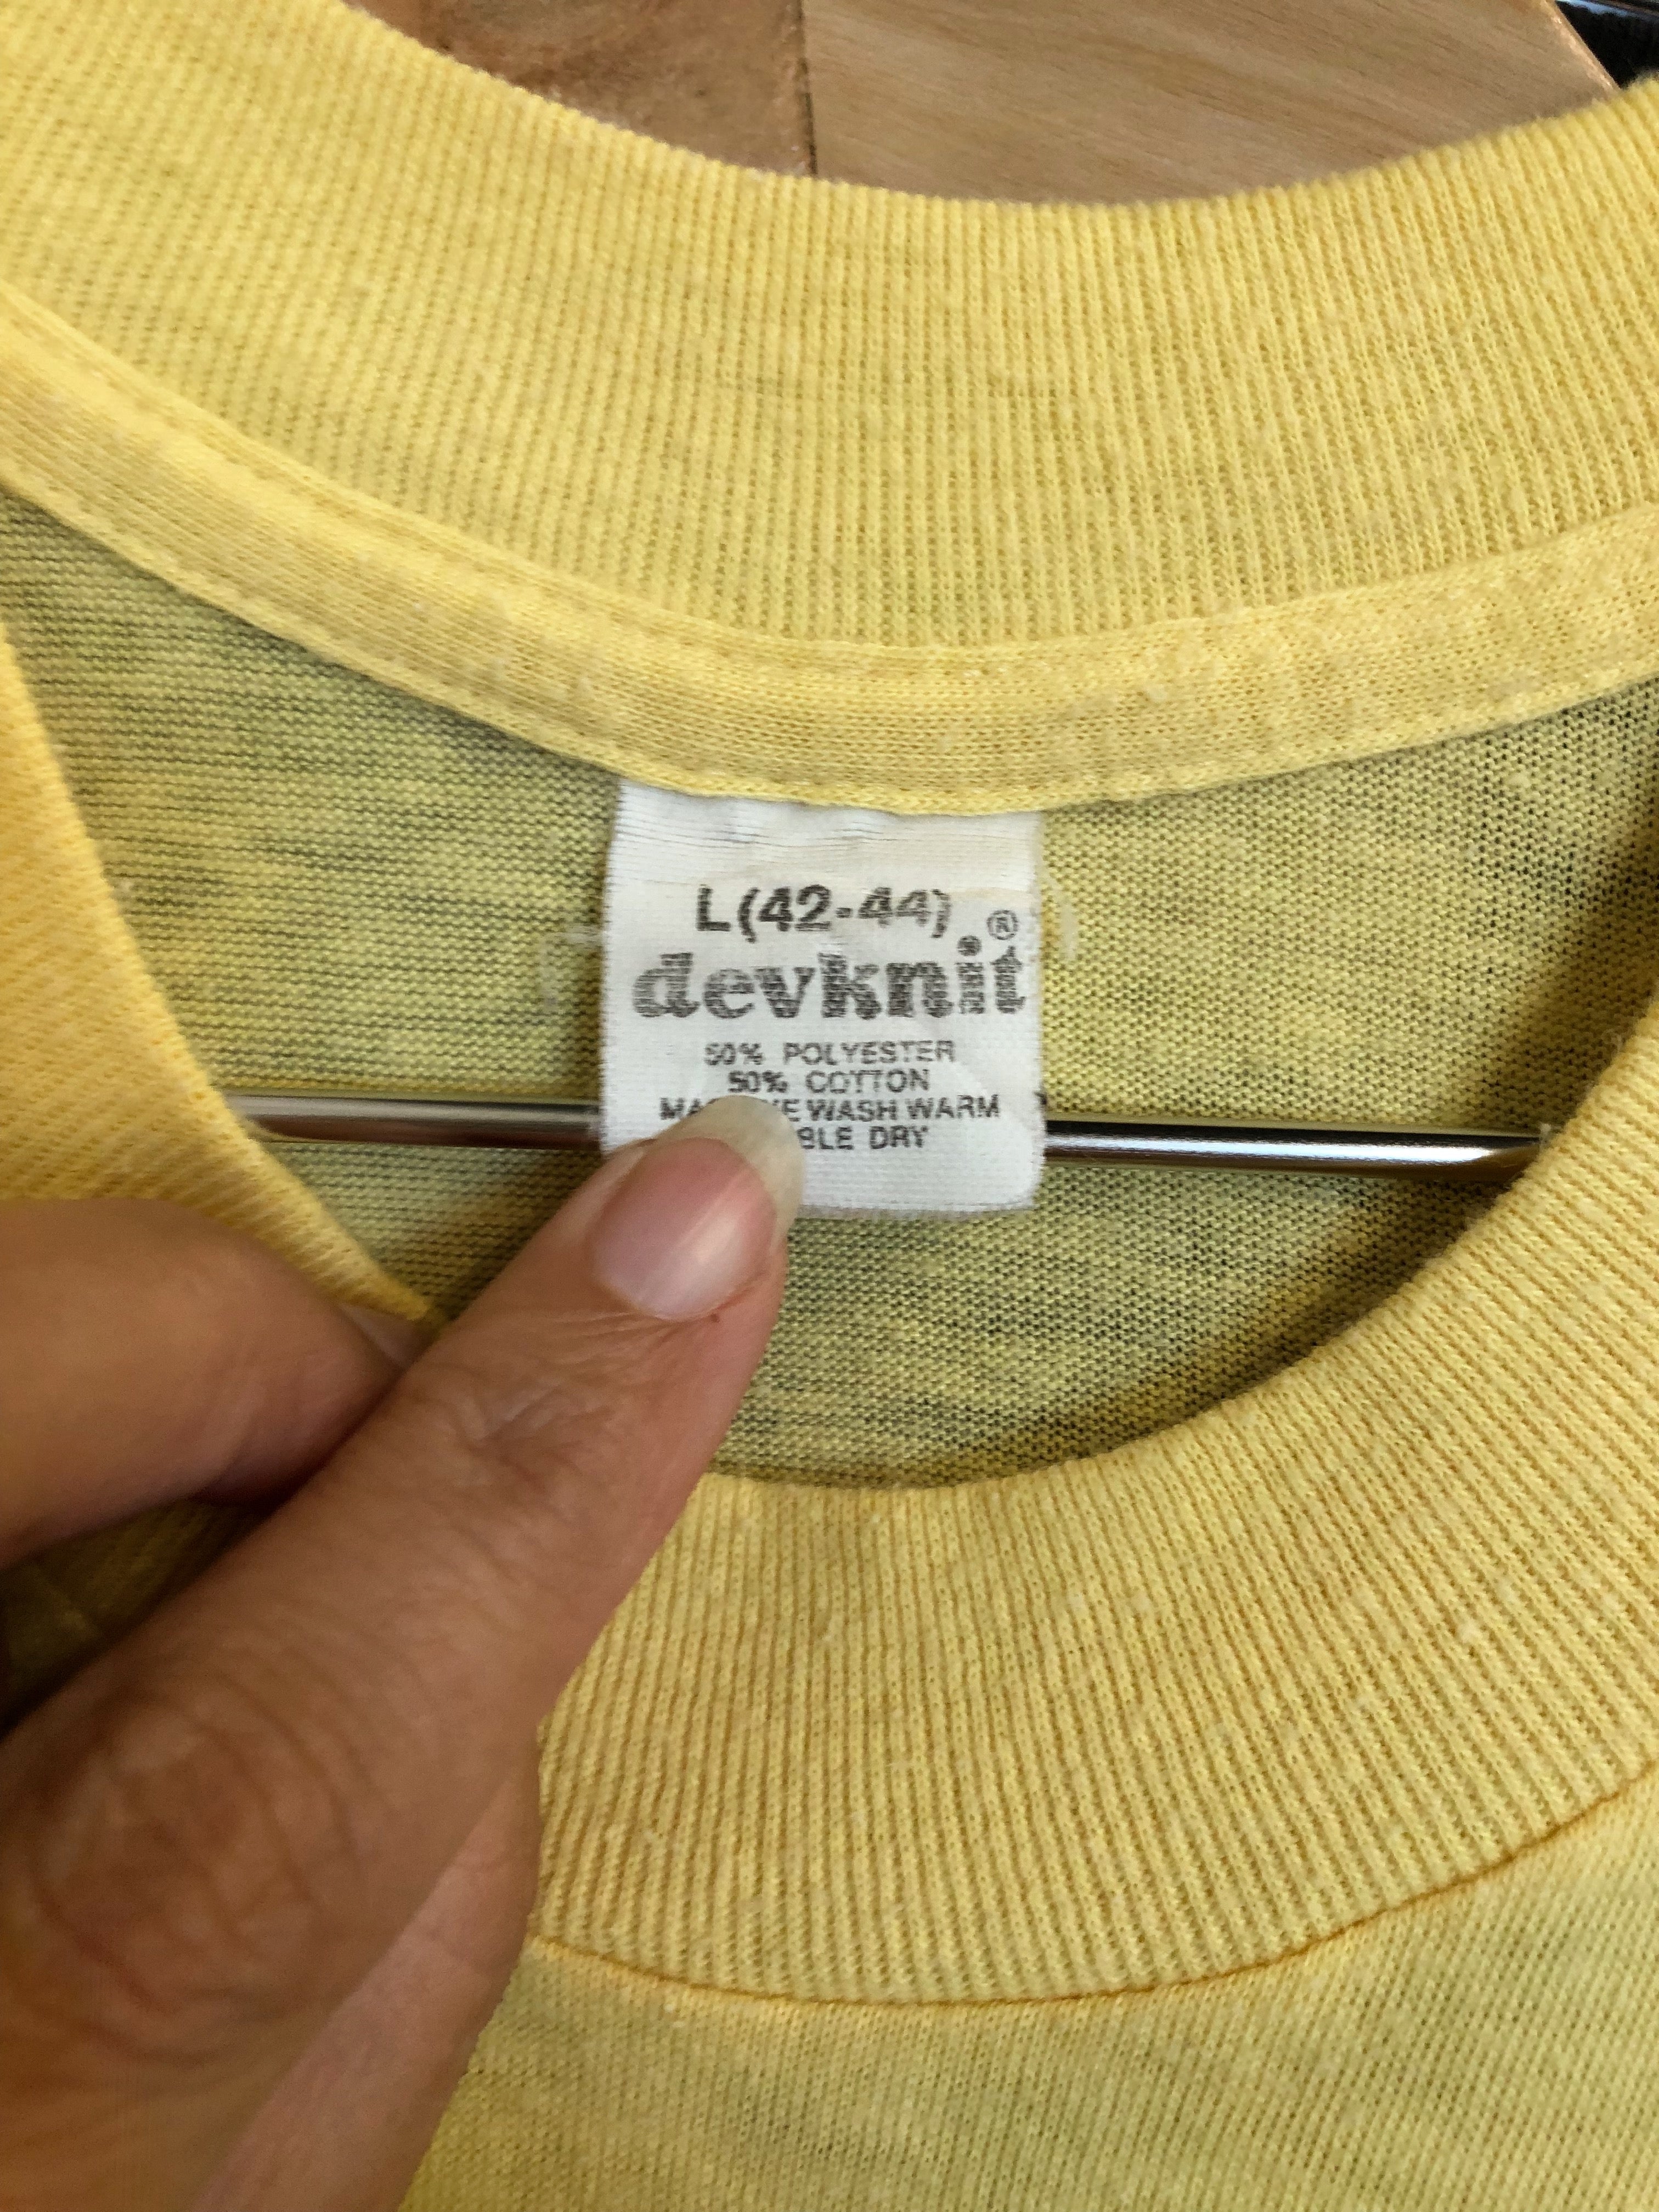 L (42-44)
devknit®
50% POLYESTER
50% COTTON
WASH WARM
DRY